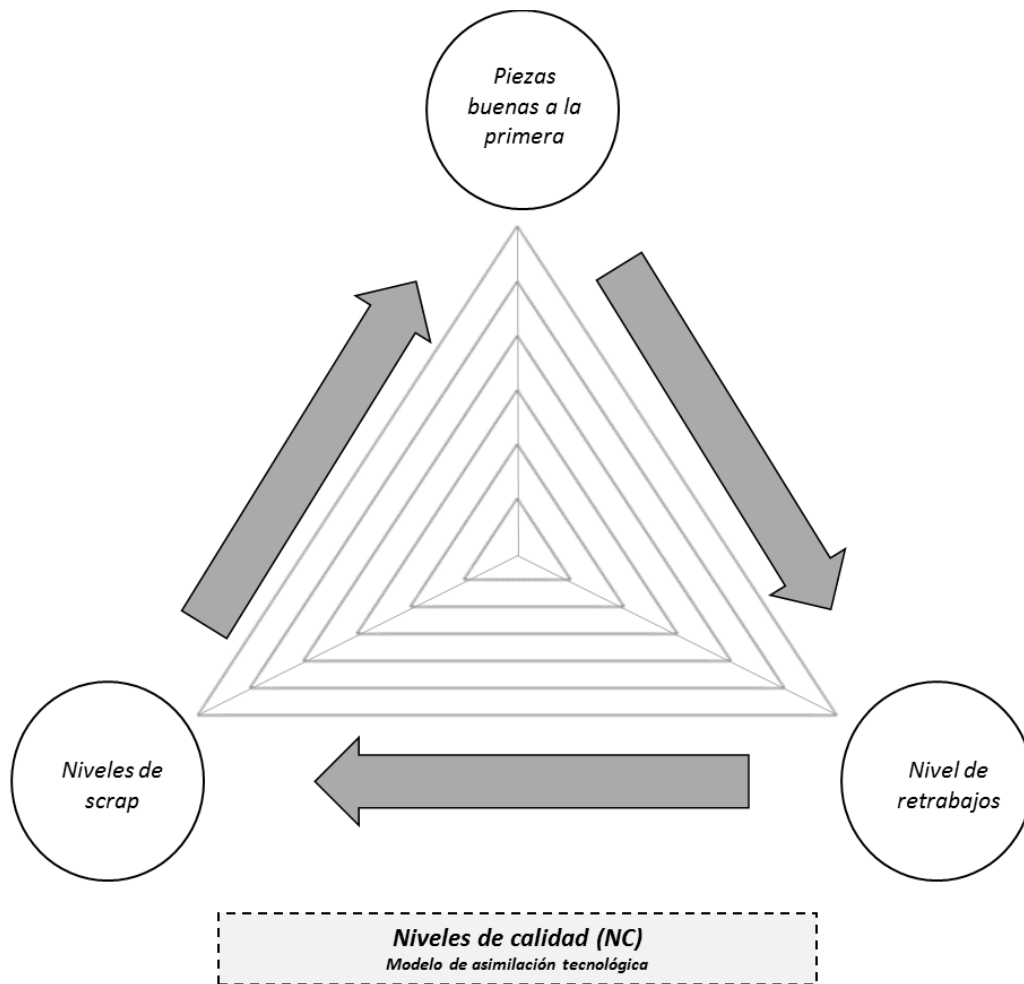 Piezas
buenas a la
primera
Niveles de
scrap
Nivel de
retrabajos
Niveles de calidad (NC)
Modelo de asimilación tecnológica